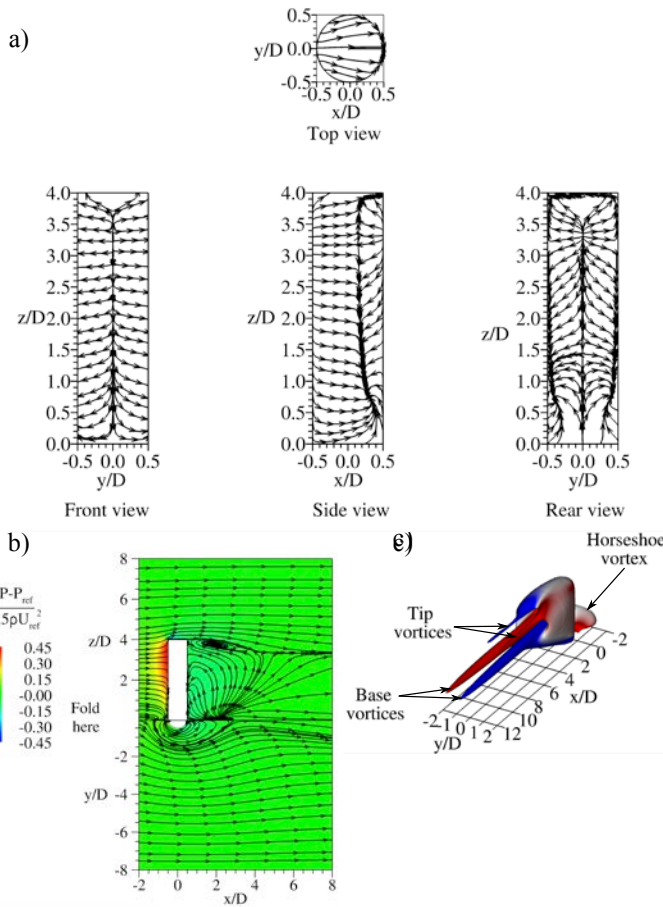 a)
0.5
y/D 0.0
-0.5
-0.5 0.0 0.5
x/D
Top view
4.0
3.5
3.0
2.5
z/D2.0
1.5
1.0
0.5
0.0
-0.5 0.0 0.5
y/D
Front view
4.0
3.5
3.0
2.5
z/D 2.0
1.5
1.0
0.5
0.0
-0.5 0.0 0.5
x/D
Side view
4.0
3.5
3.0
2.5
2.0
z/D
1.5
1.0
0.5
0.0
-0.5 0.0 0.5
y/D
Rear view
b)
P-Pref
5ρUref2
0.45
0.30
0.15
-0.00
-0.15
-0.30
-0.45
8
6
z/D 4
2
Fold
here
0
-2
y/D -4
-6
-8
-2 0 2 4 6 8
x/D
Horseshoe
vortex
Tip
vortices
Base
vortices
-2
0
2
4
6
8
10
12
x/D
-2 -1 0 1 2
y/D